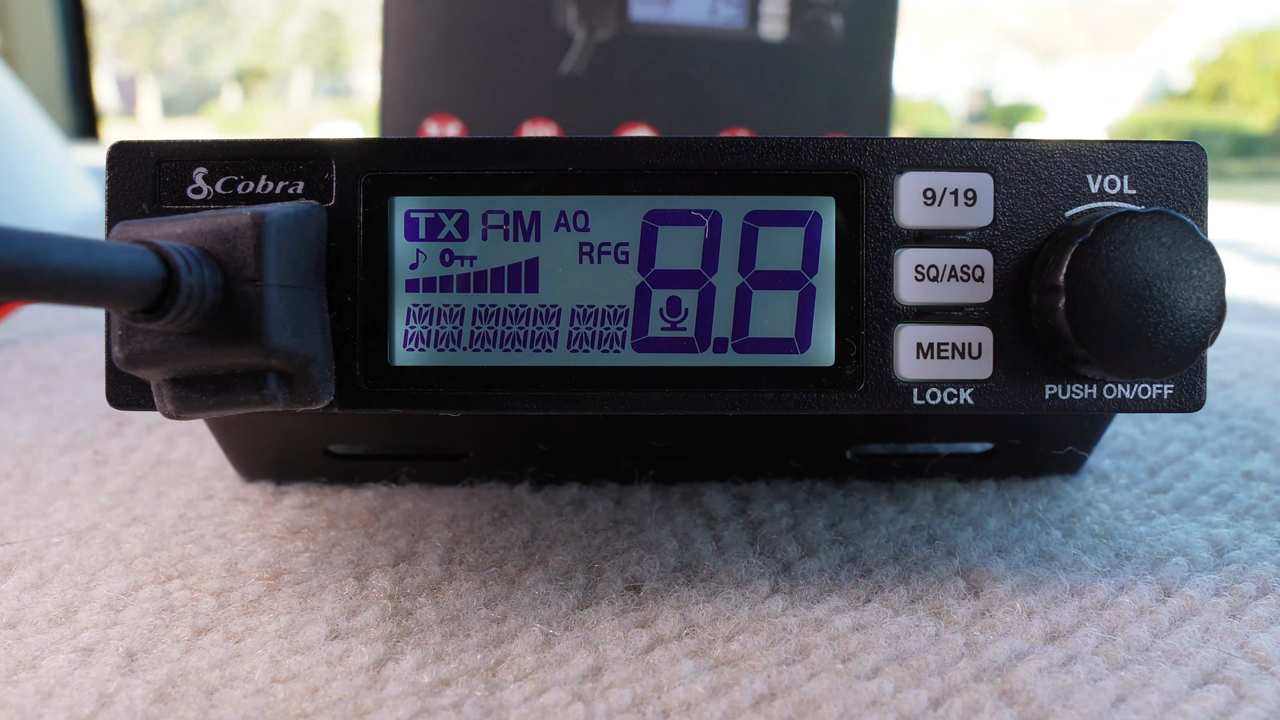 Cobra
TX AM AQ
RFG
8.8
9/19
SQ/ASQ
MENU
LOCK
VOL
PUSH ON/OFF